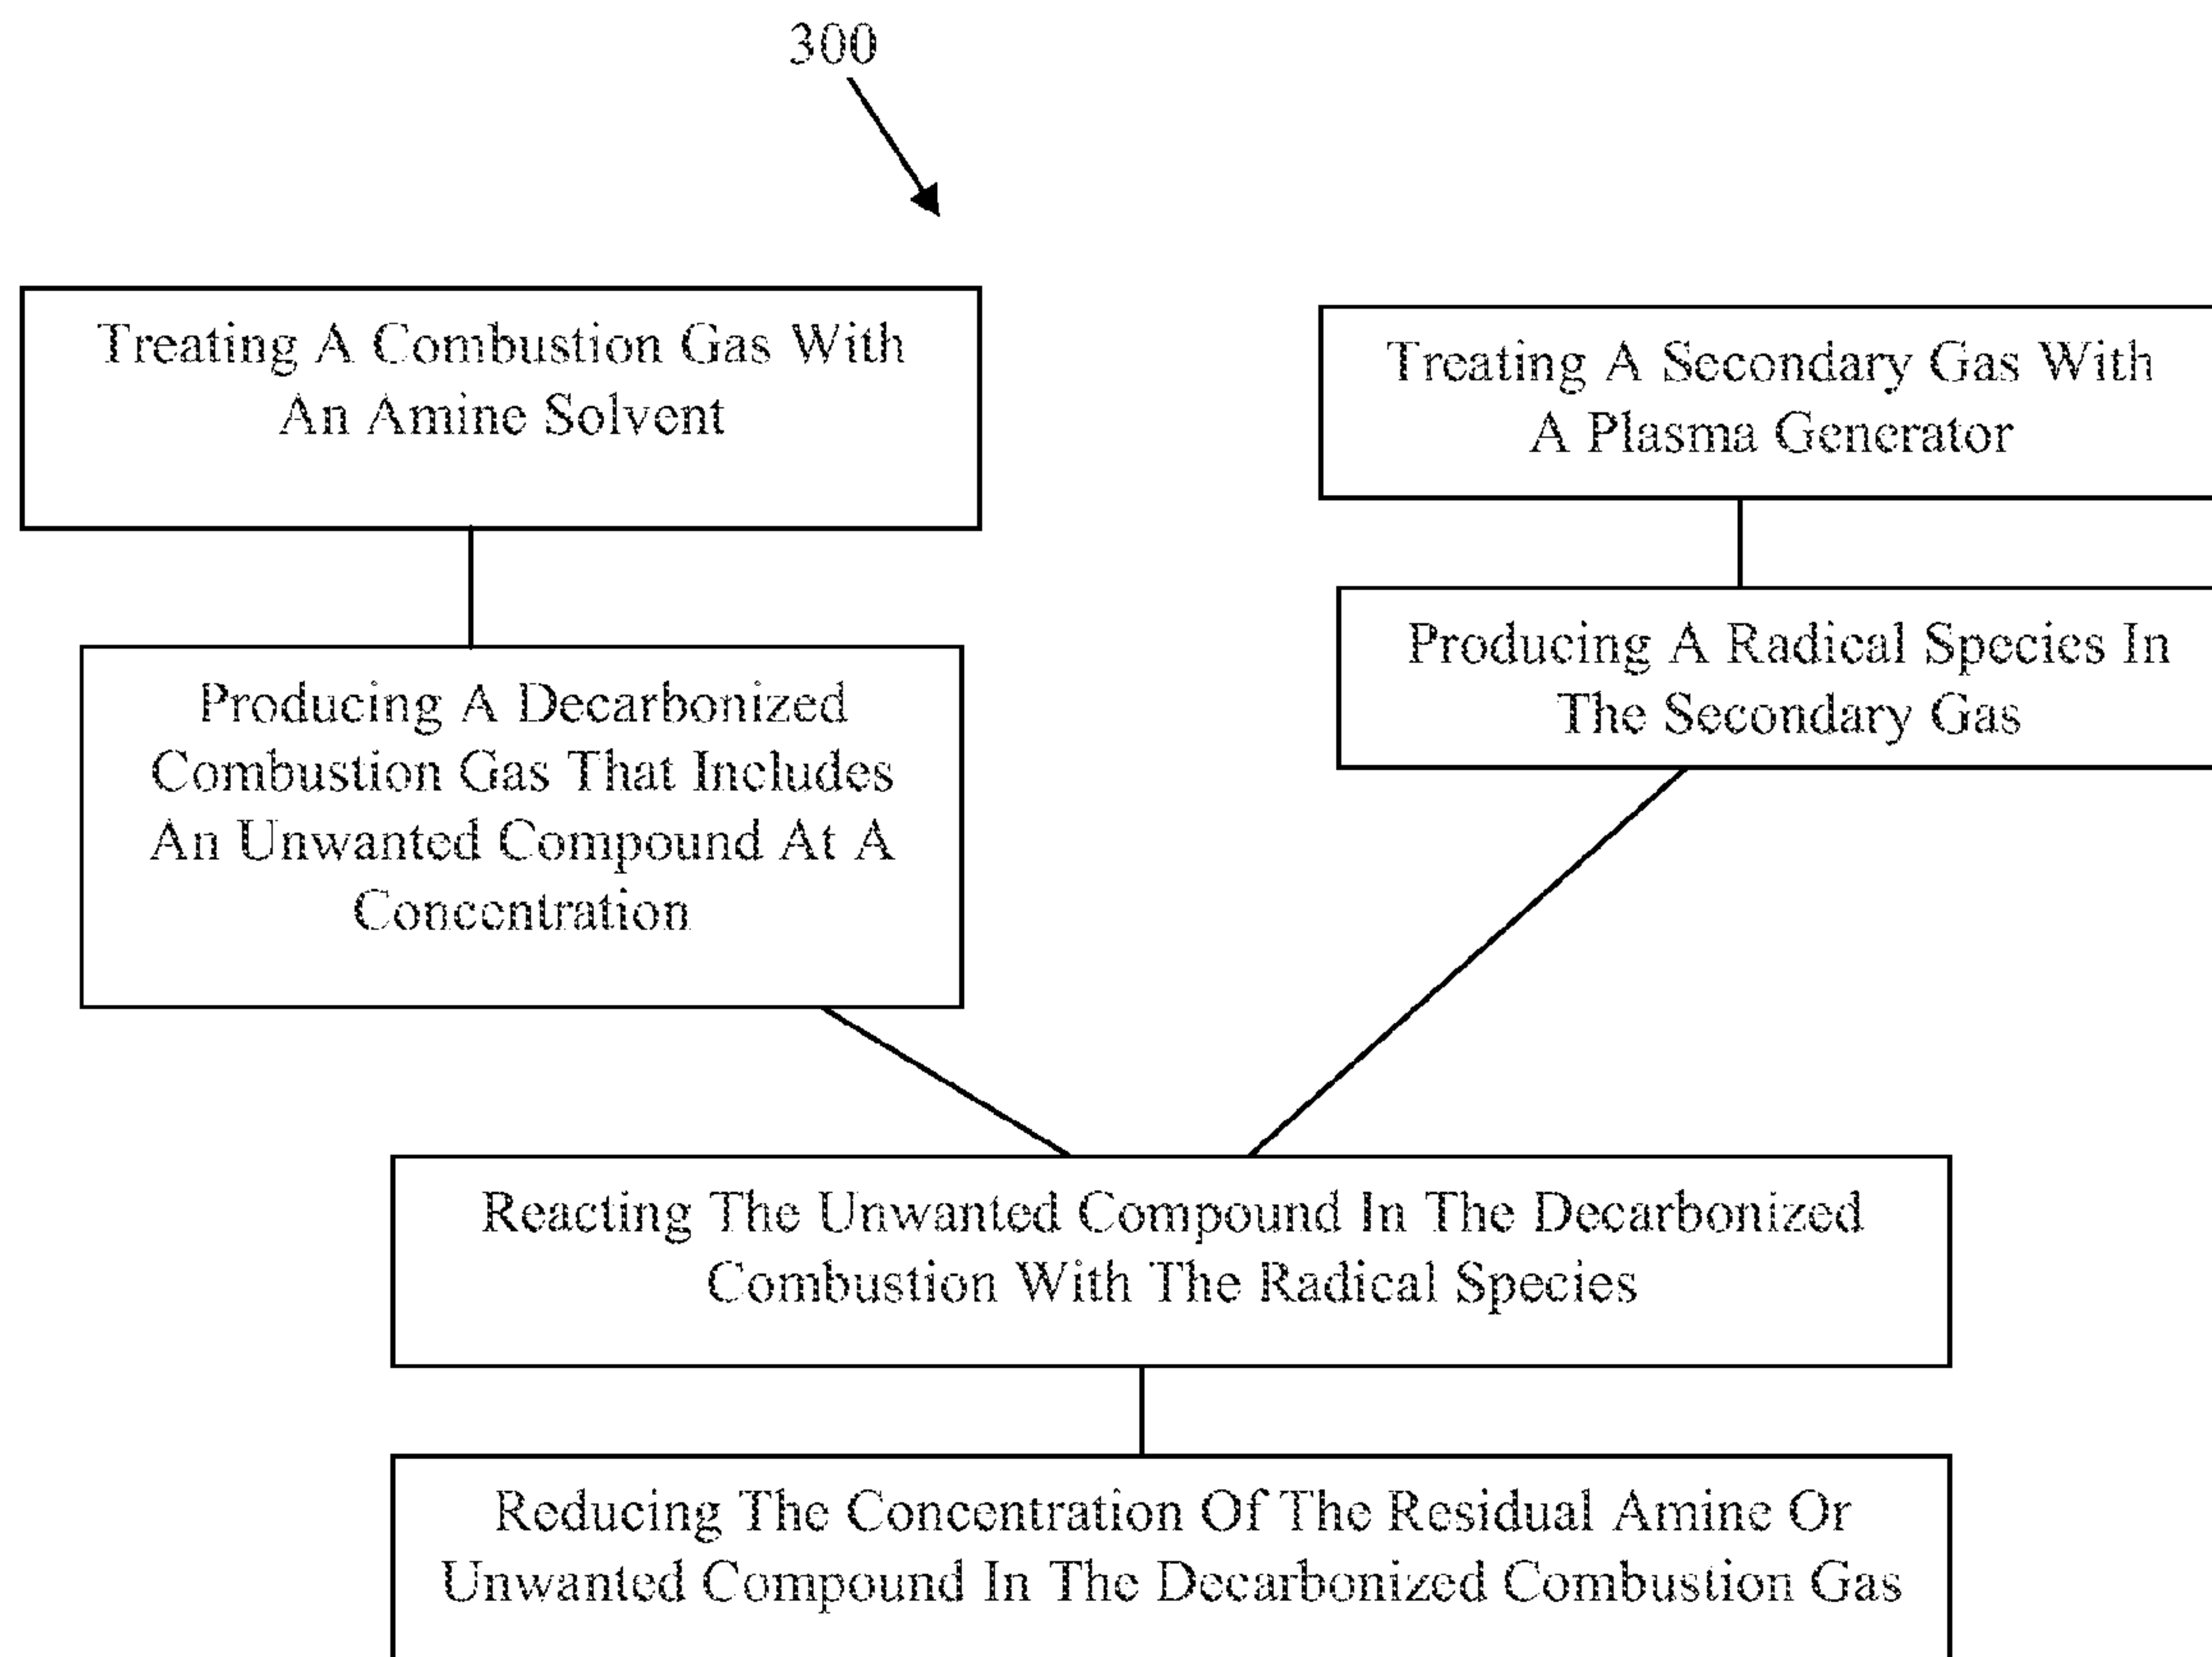 300
Treating A Combustion Gas With
An Amine Solvent
Treating A Secondary Gas With
A Plasma Generator
Producing A Decarbonized
Combustion Gas That Includes
An Unwanted Compound At A
Concentration
Producing A Radical Species In
The Secondary Gas
Reacting The Unwanted Compound In The Decarbonized
Combustion With The Radical Species
Reducing The Concentration Of The Residual Amine Or
Unwanted Compound In The Decarbonized Combustion Gas